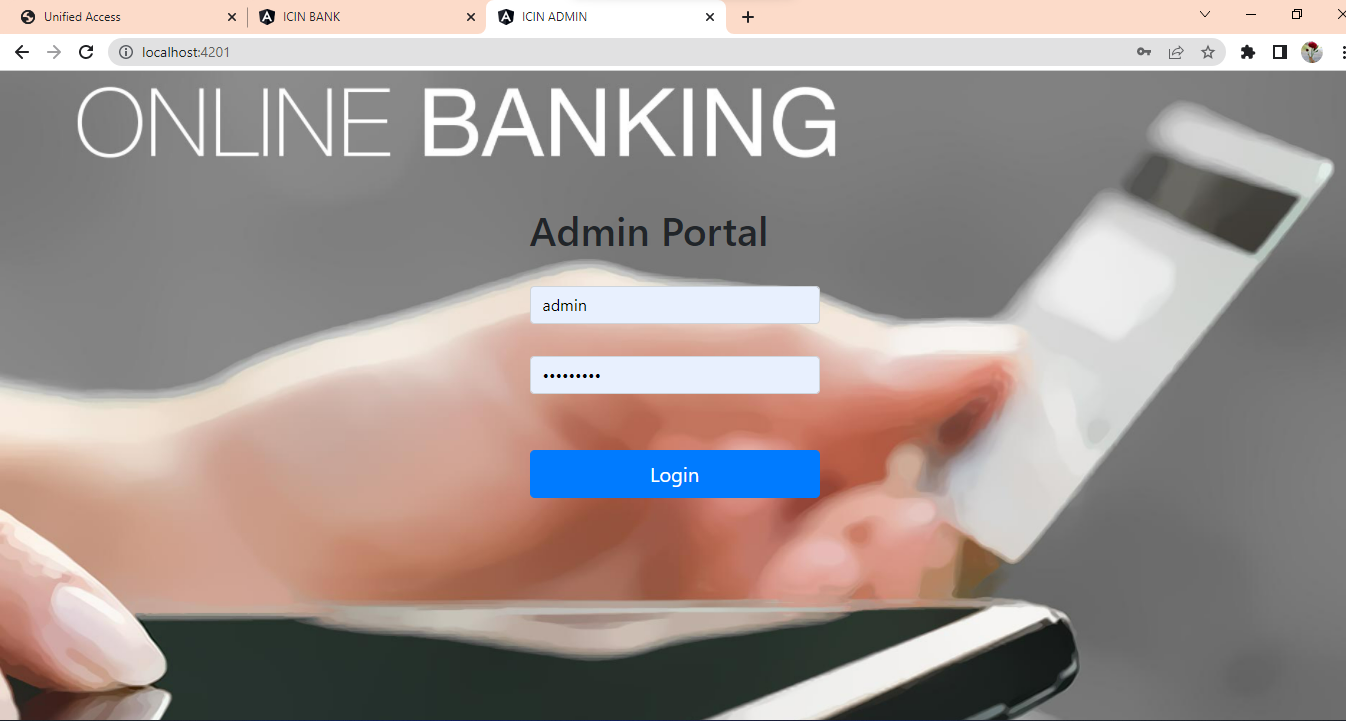 Unified Access
ICIN BANK
ICIN ADMIN
localhost:4201
ONLINE BANKING
Admin Portal
admin
•••••••••
Login